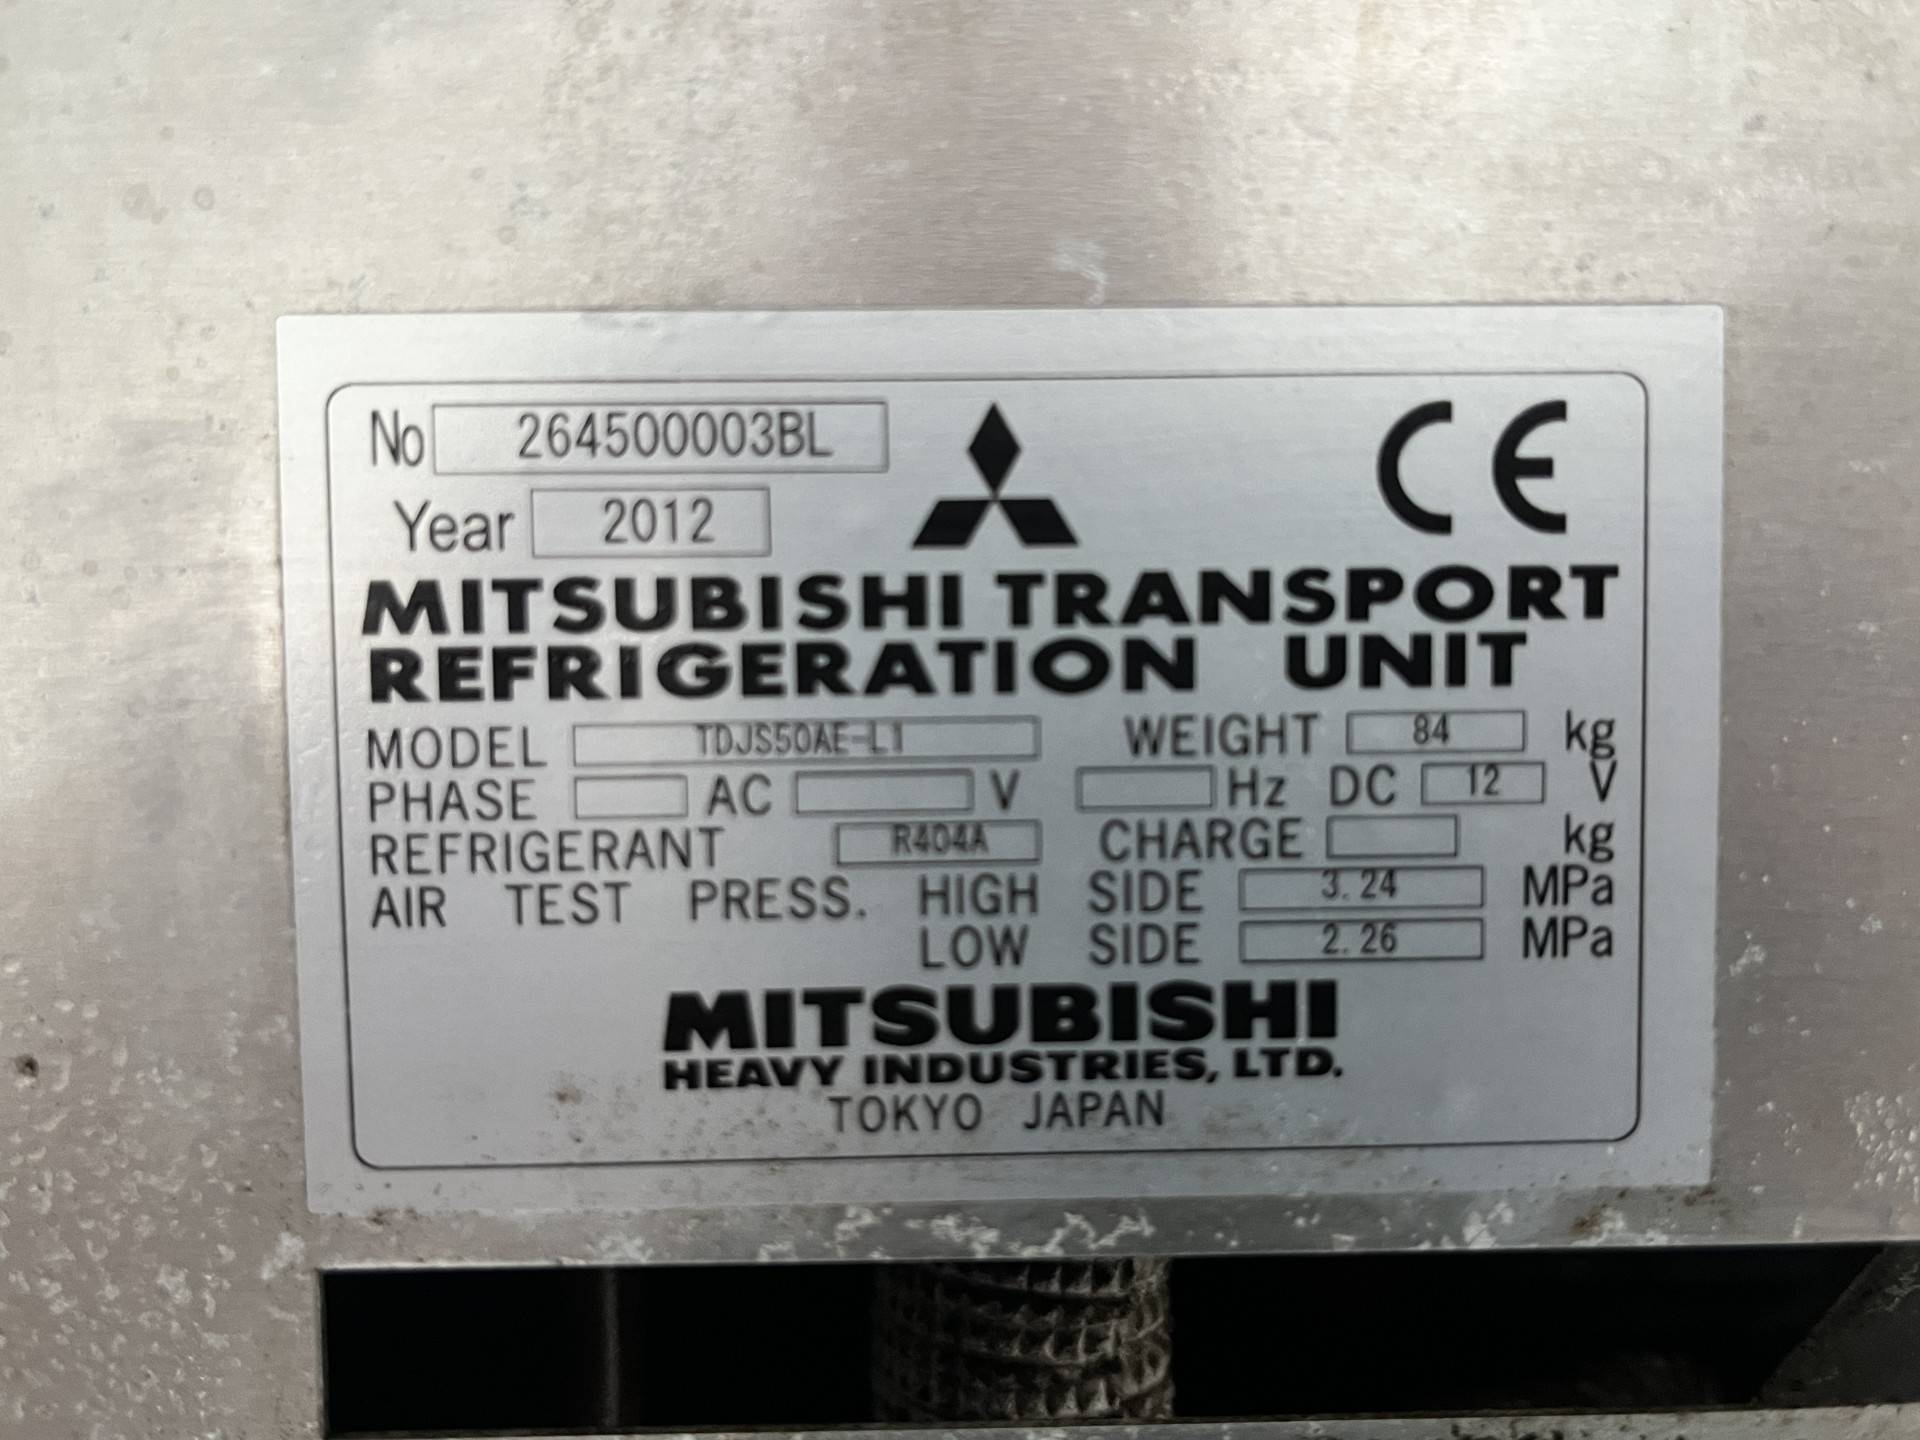 No 264500003BL
CE
Year 2012
MITSUBISHI TRANSPORT
REFRIGERATION UNIT
MODEL TDJS50AE-L1 WEIGHT 84 kg
PHASE AC V Hz DC 12 V
REFRIGERANT R404A CHARGE kg
AIR TEST PRESS. HIGH SIDE 3.24 MPa
LOW SIDE 2.26 MPa
MITSUBISHI
HEAVY INDUSTRIES, LTD.
TOKYO JAPAN